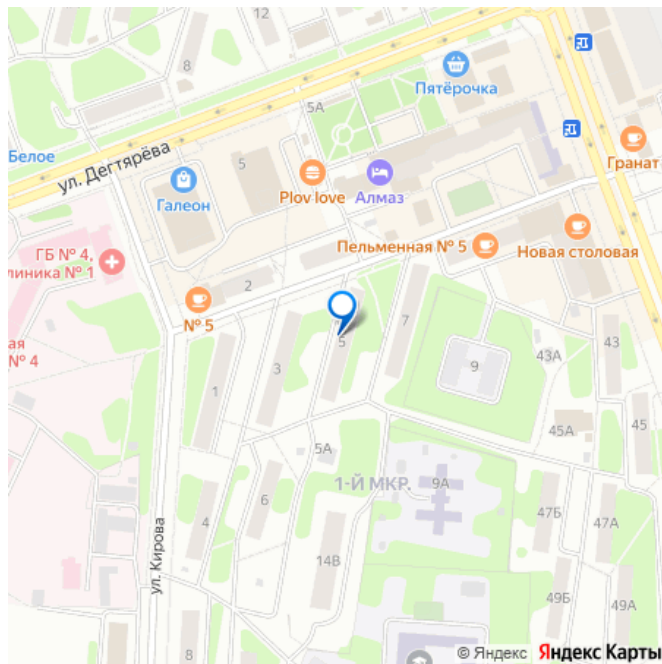 12
8
5А
Пятёрочка
Белое
ул. Дегтярёва
5
Галеон
Plov love
Алмаз
Гранат
ГБ № 4,
линика № 1
Пельменная № 5
Новая столовая
2
№ 5
ая
№ 4
1
3
5
7
9
43А
43
5А
45А
45
1-Й МКР.
9А
4
6
14В
47Б
47А
ул. Кирова
49Б
49А
8
© Яндекс Яндекс Карты